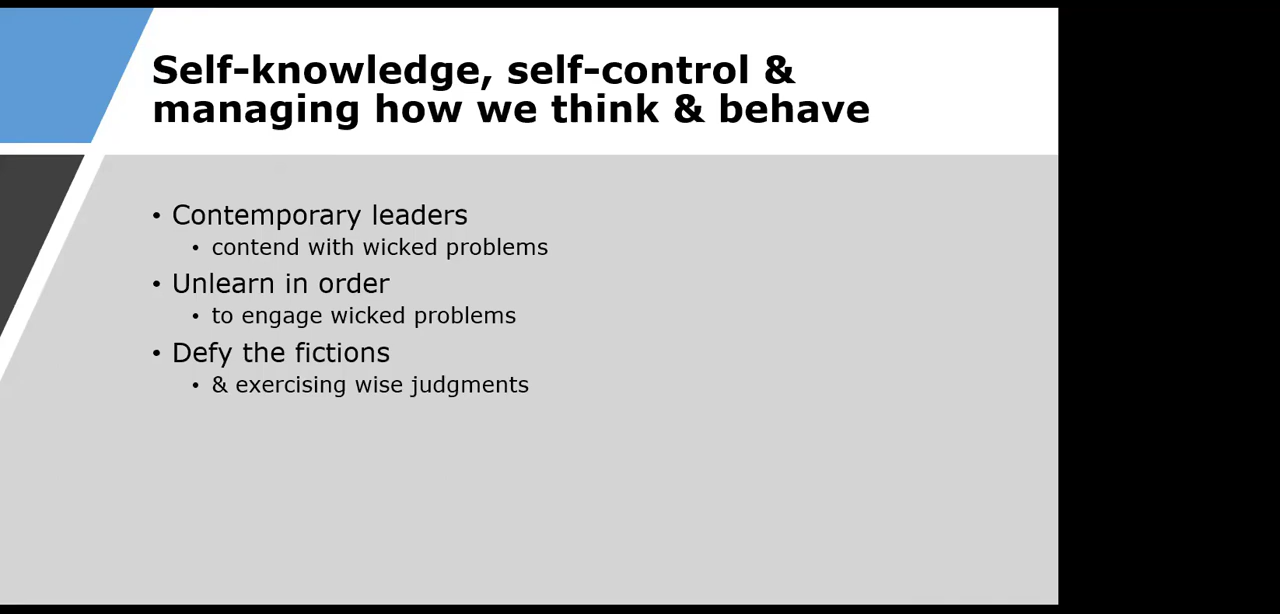 Self-knowledge, self-control &
managing how we think & behave
• Contemporary leaders
• contend with wicked problems
• Unlearn in order
• to engage wicked problems
• Defy the fictions
• & exercising wise judgments